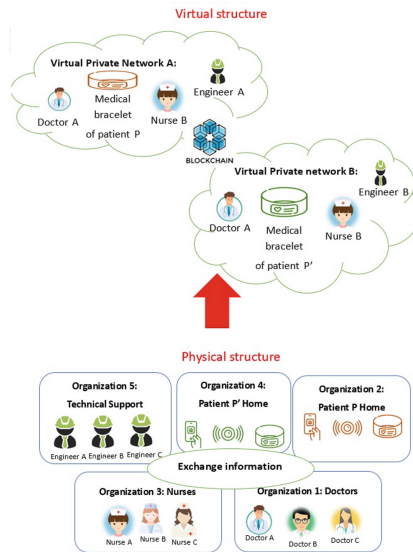 Virtual structure
Virtual Private Network A:
Engineer A
Medical
bracelet
of patient P
Doctor A
Nurse B
BLOCKCHAIN
Virtual Private network B:
Engineer B
Doctor A
Medical
bracelet
of patient P'
Nurse B
Physical structure
Organization 5:
Technical Support
Engineer A Engineer B Engineer C
Organization 4:
Patient P' Home
Organization 2:
Patient P Home
Exchange information
Organization 3: Nurses
Nurse A Nurse B Nurse C
Organization 1: Doctors
Doctor A Doctor B Doctor C